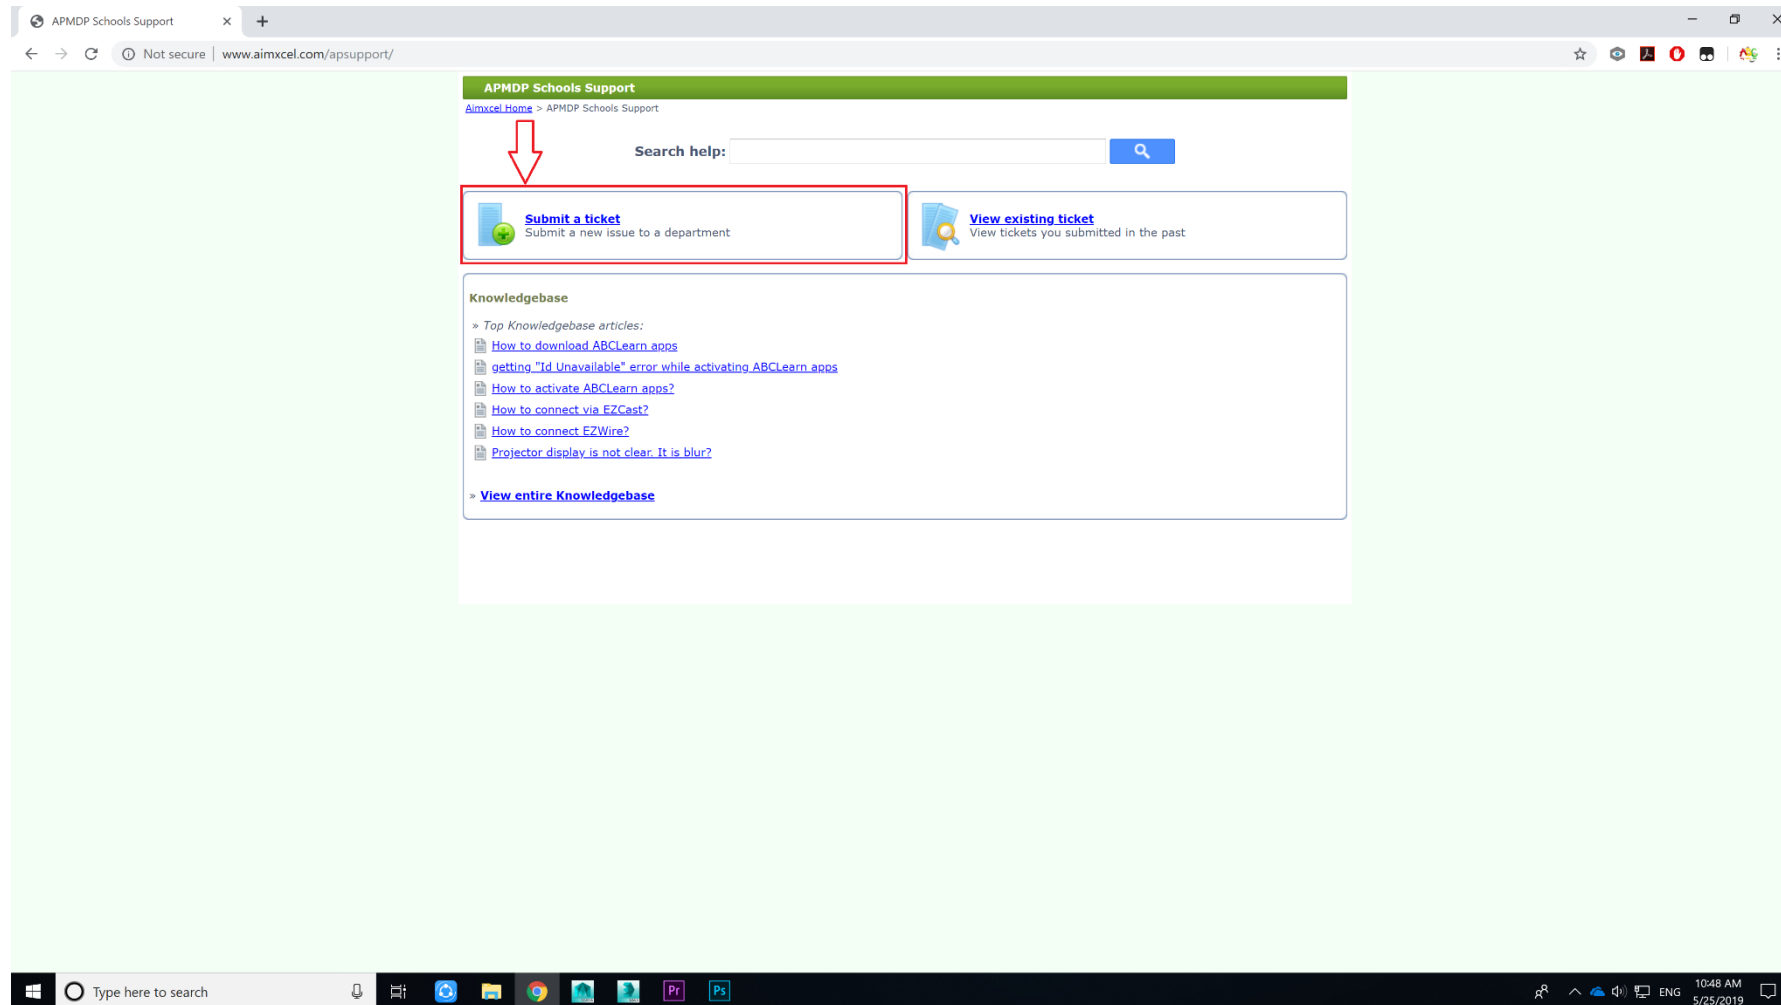 APMDP Schools Support
Not secure | www.aimxcel.com/apsupport/
APMDP Schools Support
Aimxcel Home > APMDP Schools Support
Search help:
Submit a ticket
Submit a new issue to a department
View existing ticket
View tickets you submitted in the past
Knowledgebase
» Top Knowledgebase articles:
How to download ABCLearn apps
getting "Id Unavailable" error while activating ABCLearn apps
How to activate ABCLearn apps?
How to connect via EZCast?
How to connect EZWire?
Projector display is not clear. It is blur?
» View entire Knowledgebase
Type here to search
Pr
Ps
ENG
10:48 AM
5/25/2019